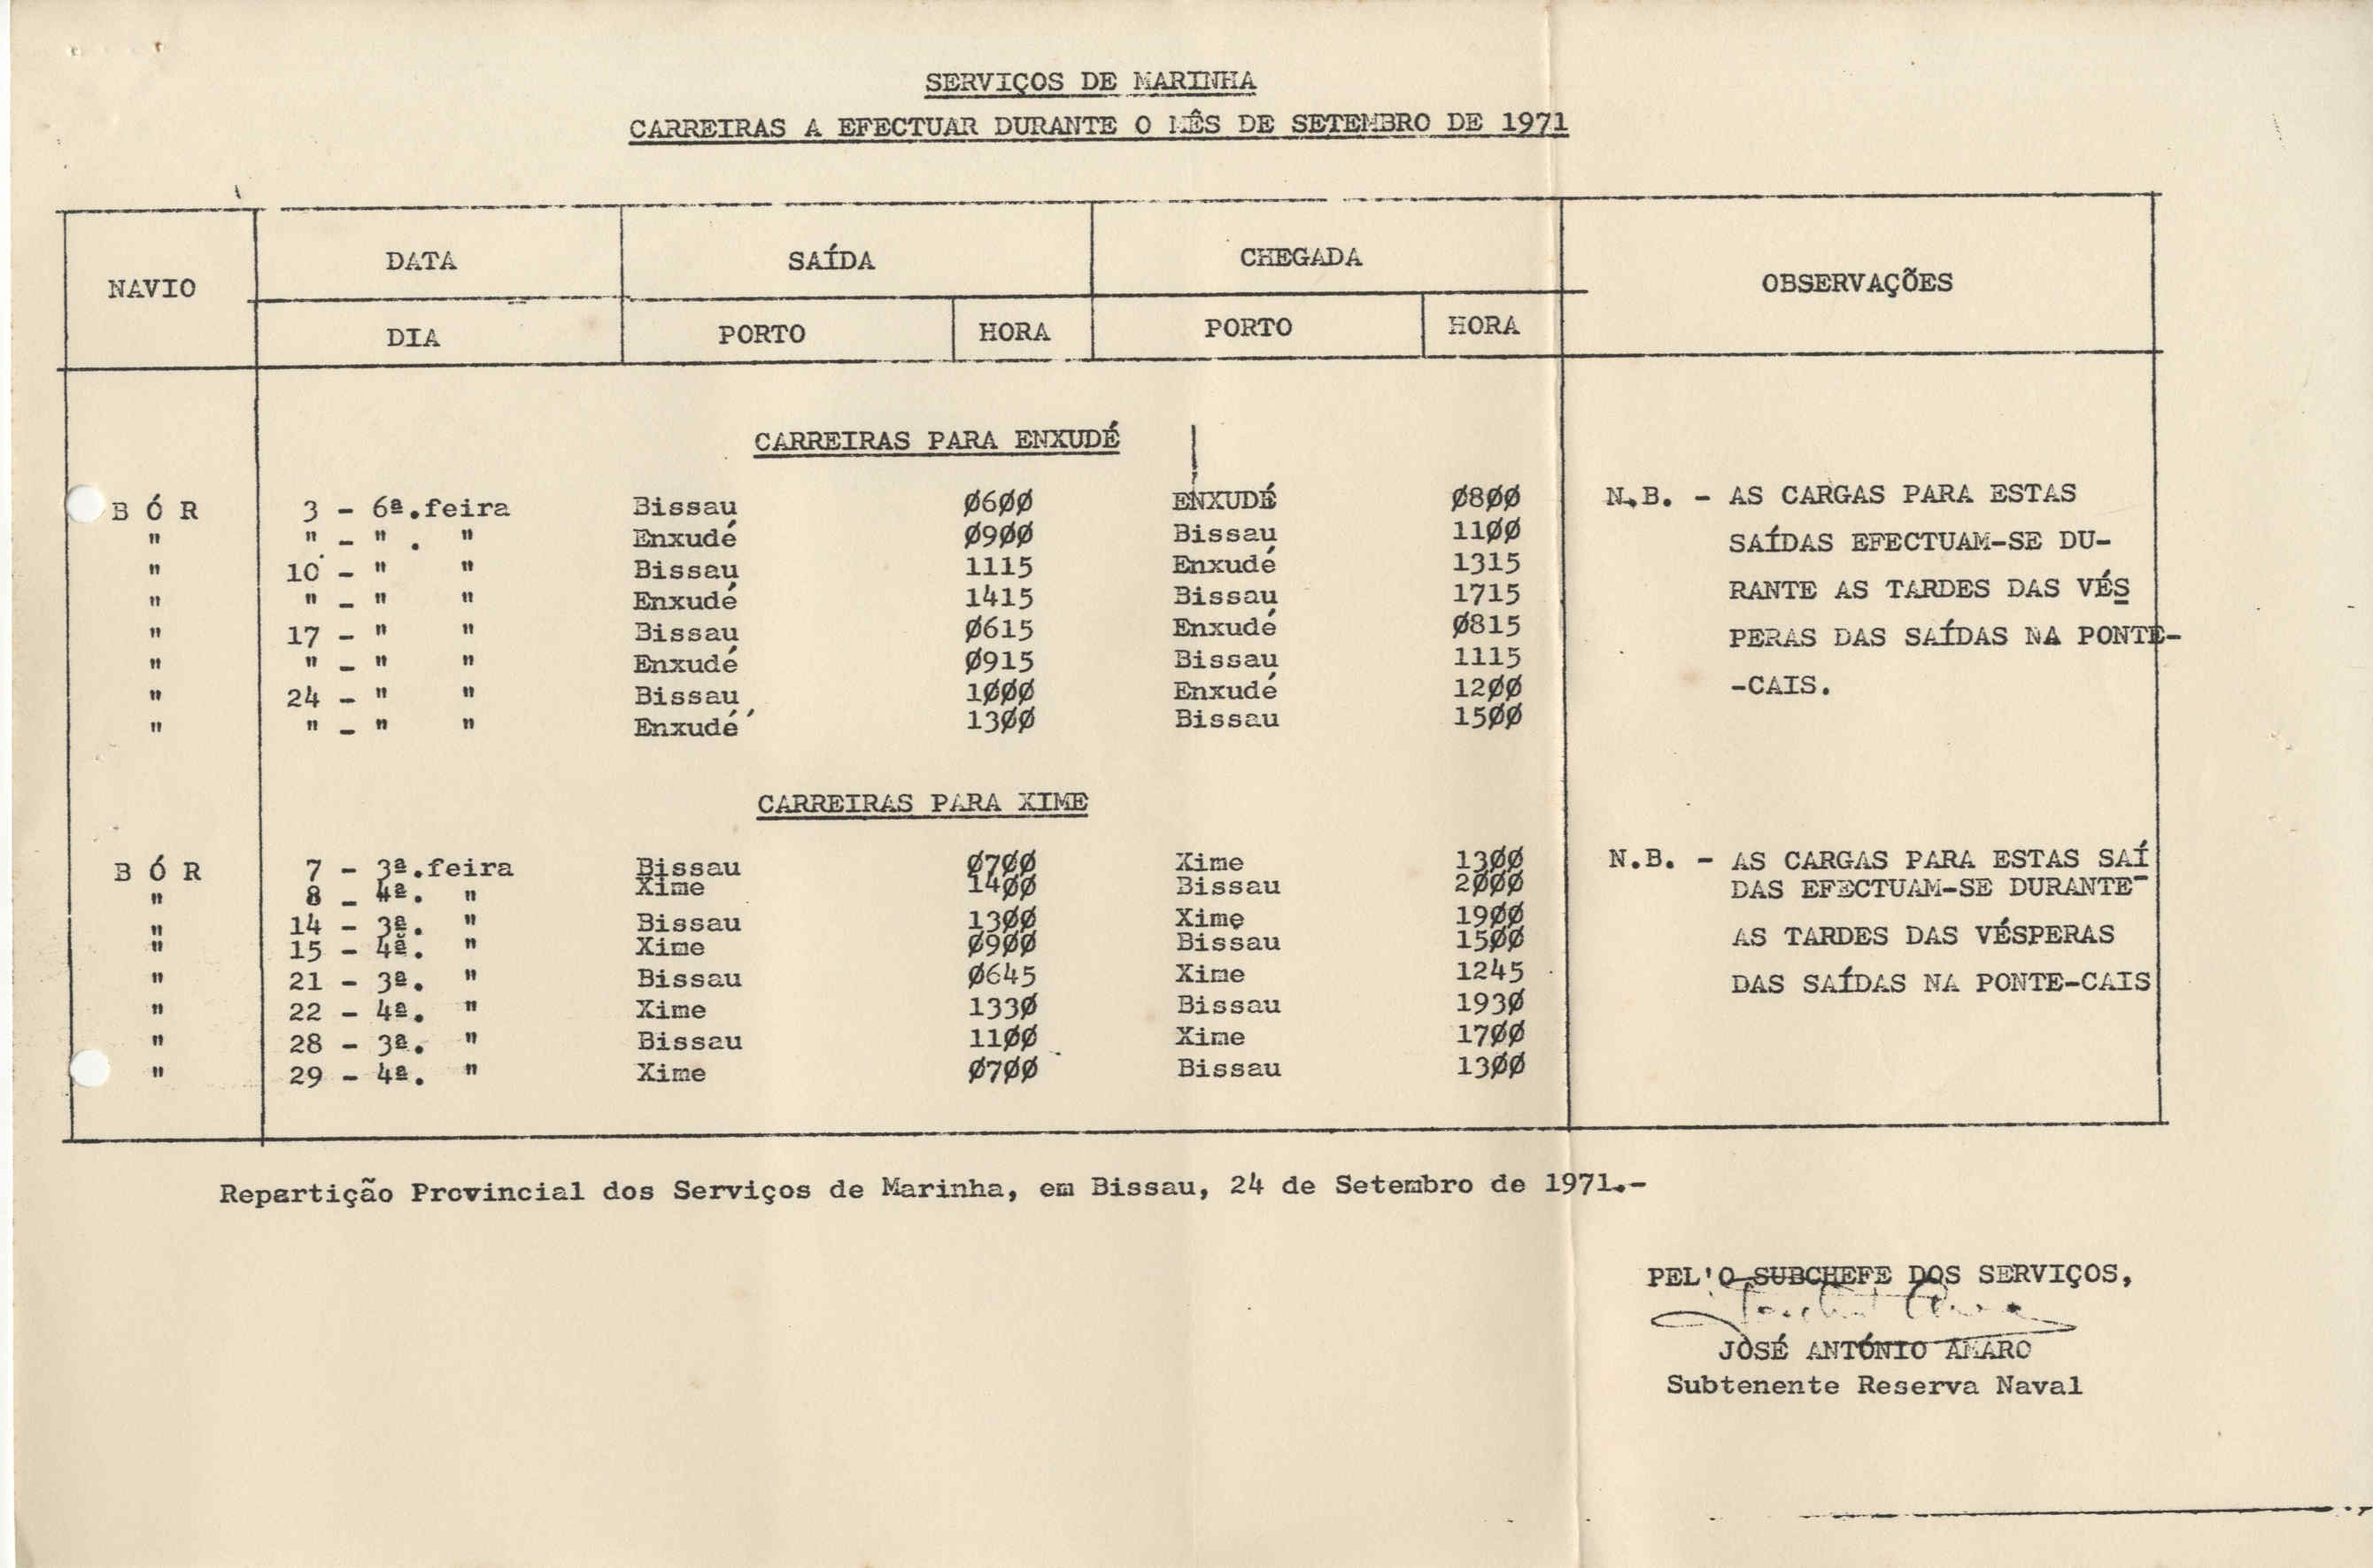 SERVIÇOS DE MARINHA
CARREIRAS A EFECTUAR DURANTE O MÊS DE SETEMBRO DE 1971
NAVIO DATA SAÍDA CHEGADA OBSERVAÇÕES
DIA PORTO HORA PORTO HORA
CARREIRAS PARA ENXUDÉ
B Ó R 3 - 6ª.feira Bissau Ø6ØØ ENXUDÉ Ø8ØØ
" " - " . " Enxudé Ø9ØØ Bissau 11ØØ
" 10 - " " Bissau 1115 Enxudé 1315
" " - " " Enxudé 1415 Bissau 1715
" 17 - " " Bissau Ø615 Enxudé Ø815
" " - " " Enxudé Ø915 Bissau 1115
" 24 - " " Bissau 1ØØØ Enxudé 12ØØ
" " - " " Enxudé 13ØØ Bissau 15ØØ
N.B. - AS CARGAS PARA ESTAS
SAÍDAS EFECTUAM-SE DU-
RANTE AS TARDES DAS VÉS
PERAS DAS SAÍDAS NA PONTE-
-CAIS.
CARREIRAS PARA XIME
B Ó R 7 - 3ª.feira Bissau Ø7ØØ Xime 13ØØ
" 8 - 4ª. " Xime 14ØØ Bissau 2ØØØ
" 14 - 3ª. " Bissau 13ØØ Xime 19ØØ
" 15 - 4ª. " Xime Ø9ØØ Bissau 15ØØ
" 21 - 3ª. " Bissau Ø645 Xime 1245
" 22 - 4ª. " Xime 133Ø Bissau 193Ø
" 28 - 3ª. " Bissau 11ØØ Xime 17ØØ
" 29 - 4ª. " Xime Ø7ØØ Bissau 13ØØ
N.B. - AS CARGAS PARA ESTAS SAÍ
DAS EFECTUAM-SE DURANTE-
AS TARDES DAS VÉSPERAS
DAS SAÍDAS NA PONTE-CAIS
Repartição Provincial dos Serviços de Marinha, em Bissau, 24 de Setembro de 1971.-
PEL'O SUBCHEFE DOS SERVIÇOS,
JOSÉ ANTÓNIO AMARO
Subtenente Reserva Naval